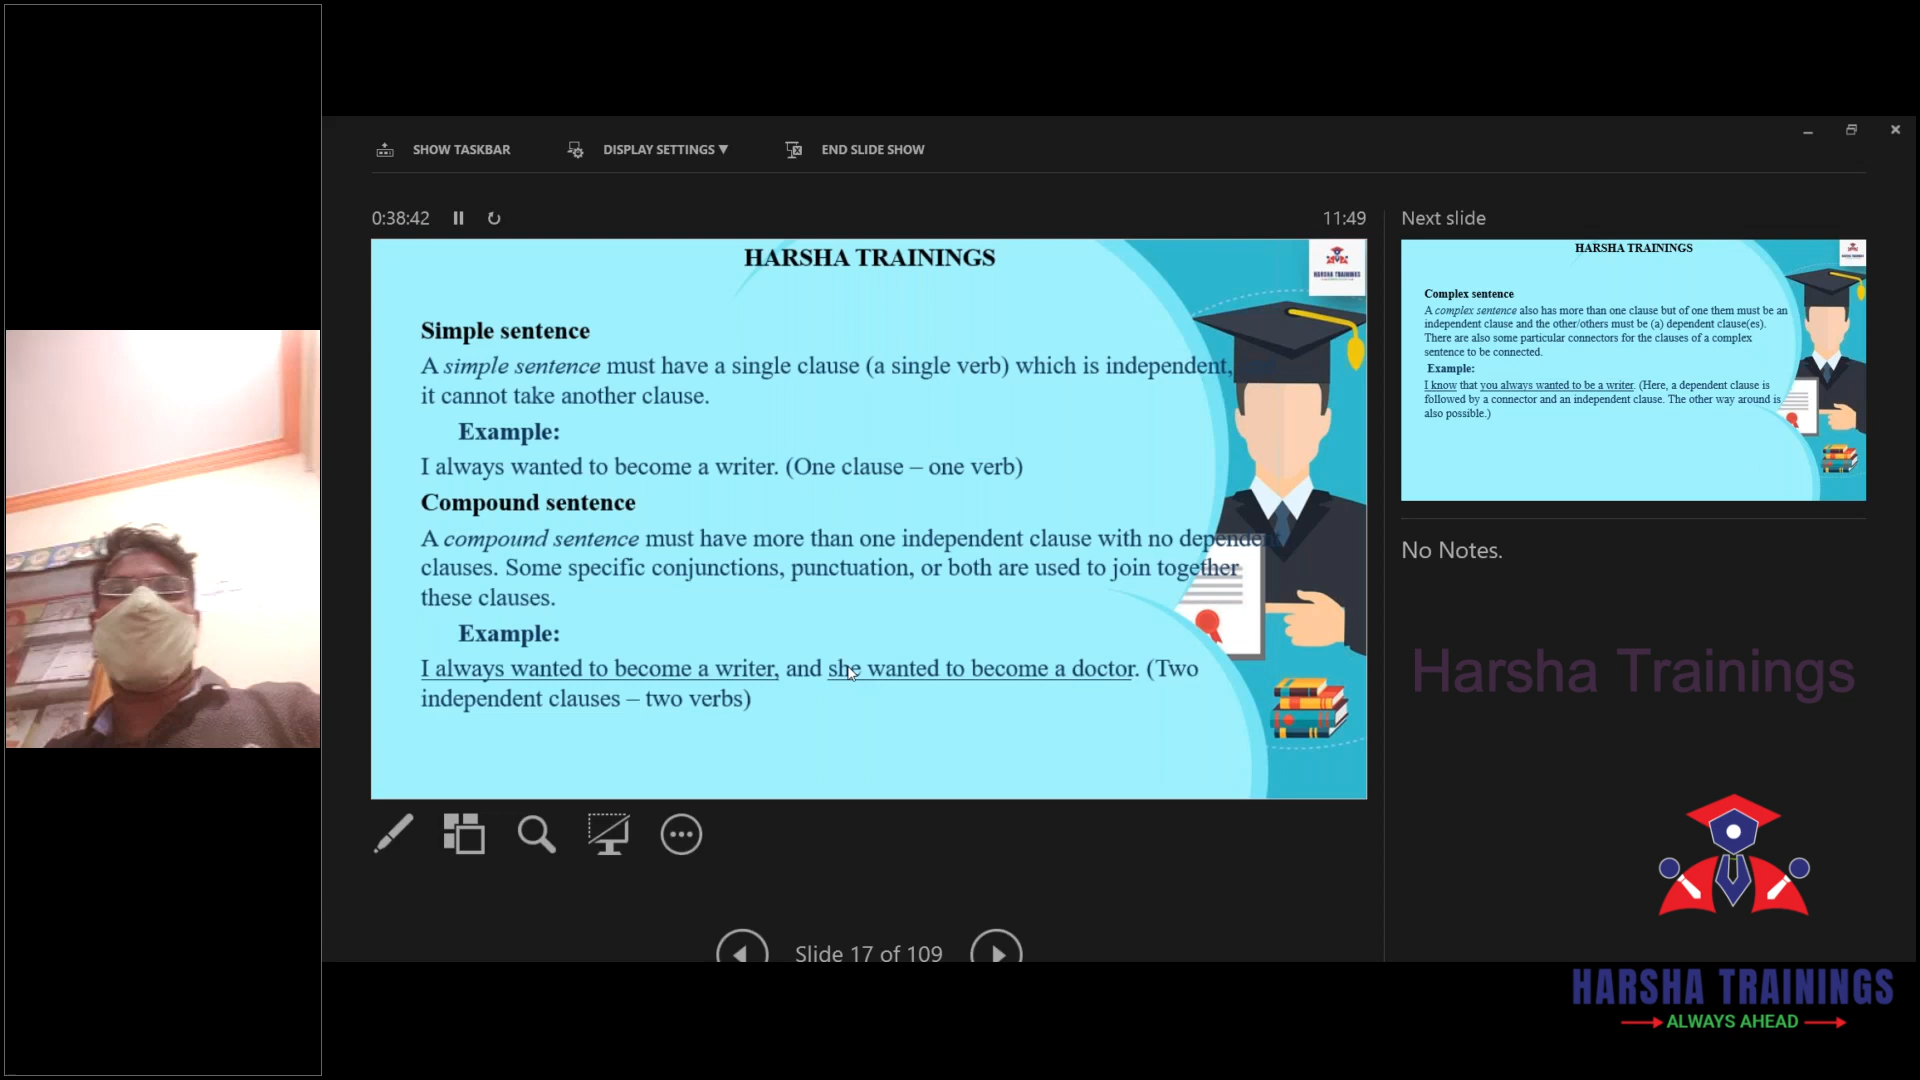 SHOW TASKBAR
DISPLAY SETTINGS ▼
END SLIDE SHOW
0:38:42
11:49
HARSHA TRAININGS
HARSHA TRAININGS
Simple sentence
A simple sentence must have a single clause (a single verb) which is independent,
it cannot take another clause.
Example:
I always wanted to become a writer. (One clause – one verb)
Compound sentence
A compound sentence must have more than one independent clause with no dependent
clauses. Some specific conjunctions, punctuation, or both are used to join together
these clauses.
Example:
I always wanted to become a writer, and she wanted to become a doctor. (Two
independent clauses – two verbs)
Slide 17 of 109
Next slide
HARSHA TRAININGS
Complex sentence
A complex sentence also has more than one clause but of one them must be an
independent clause and the other/others must be (a) dependent clause(es).
There are also some particular connectors for the clauses of a complex
sentence to be connected.
Example:
I know that you always wanted to be a writer. (Here, a dependent clause is
followed by a connector and an independent clause. The other way around is
also possible.)
No Notes.
Harsha Trainings
HARSHA TRAININGS
ALWAYS AHEAD